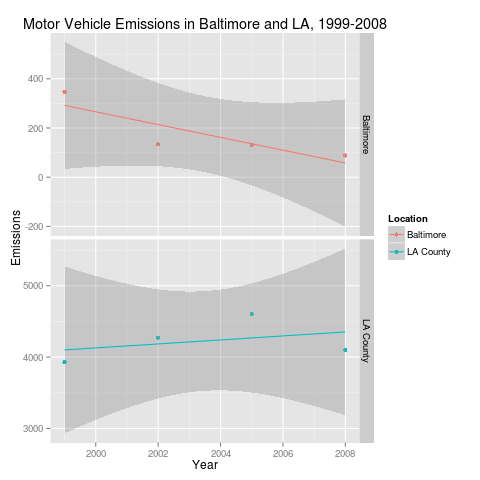 Motor Vehicle Emissions in Baltimore and LA, 1999-2008
400
200
0
-200
Baltimore
5000
4000
3000
LA County
Emissions
2000
2002
2004
2006
2008
Year
Location
Baltimore
LA County